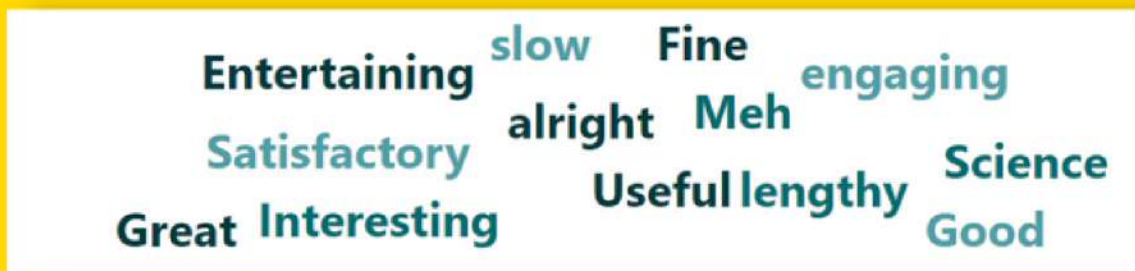 slow Fine
Entertaining engaging
alright Meh
Satisfactory Science
Useful lengthy
Great Interesting Good